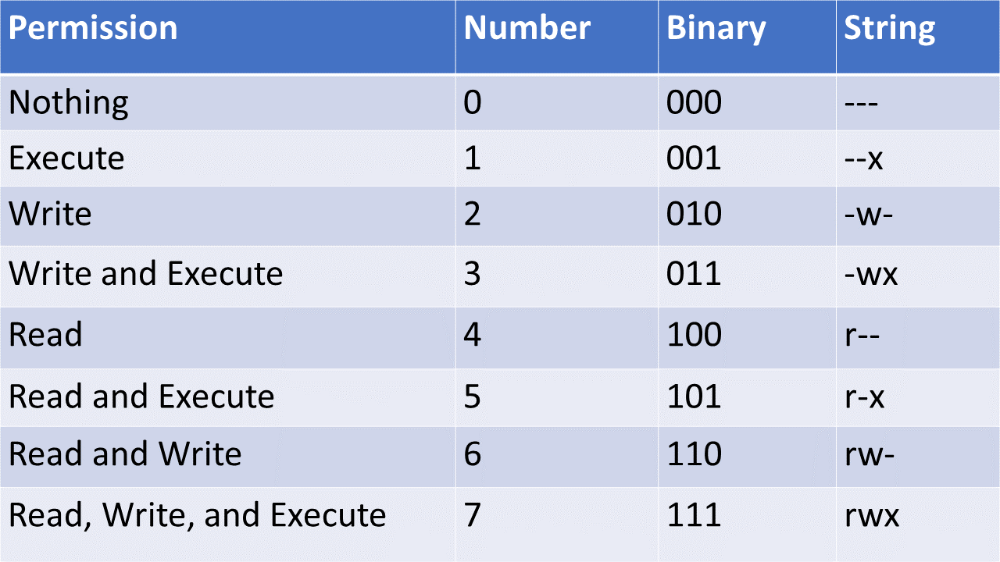 Permission Number Binary String
Nothing 0 000 ---
Execute 1 001 --x
Write 2 010 -w-
Write and Execute 3 011 -wx
Read 4 100 r--
Read and Execute 5 101 r-x
Read and Write 6 110 rw-
Read, Write, and Execute 7 111 rwx